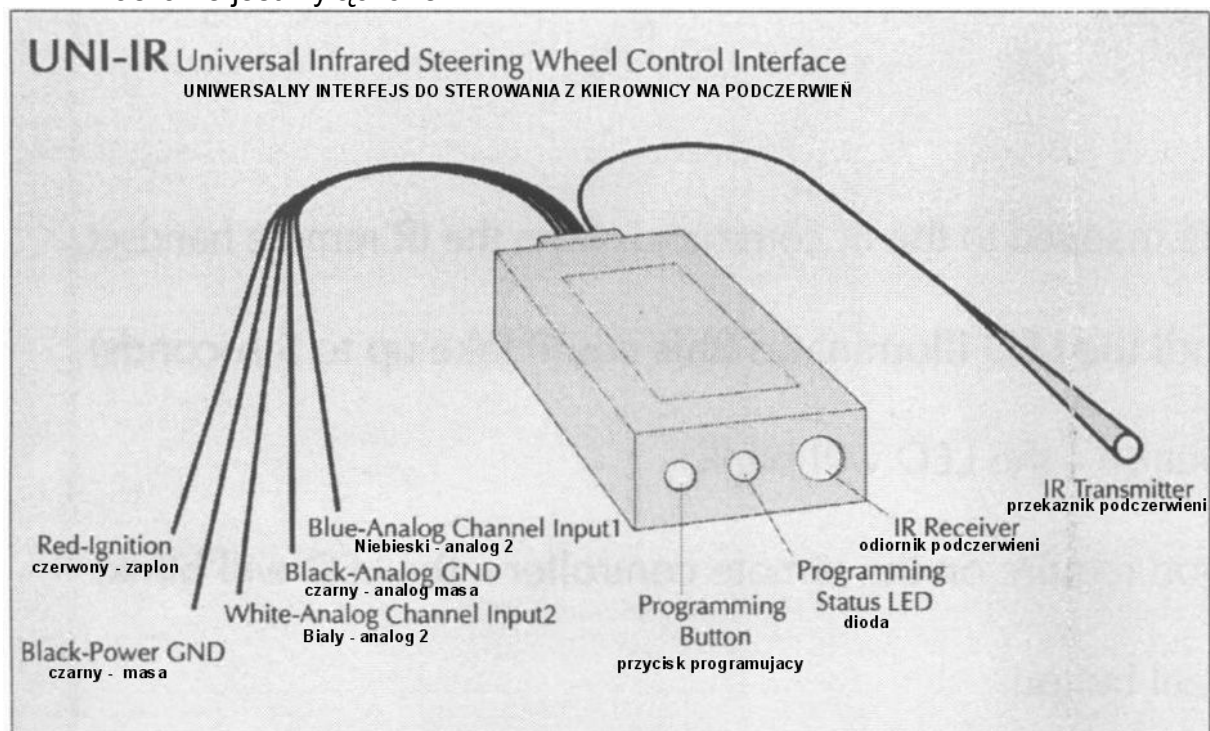 UNI-IR Universal Infrared Steering Wheel Control Interface
UNIWERSALNY INTERFEJS DO STEROWANIA Z KIEROWNICY NA PODCZERWIEŃ
IR Transmitter
przekaznik podczerwieni
Blue-Analog Channel Input1
Niebieski - analog 2
IR Receiver
odiornik podczerwieni
Red-Ignition
czerwony - zaplon
Black-Analog GND
czarny - analog masa
Programming
Status LED
dioda
White-Analog Channel Input2
Bialy - analog 2
Programming
Button
przycisk programujacy
Black-Power GND
czarny - masa